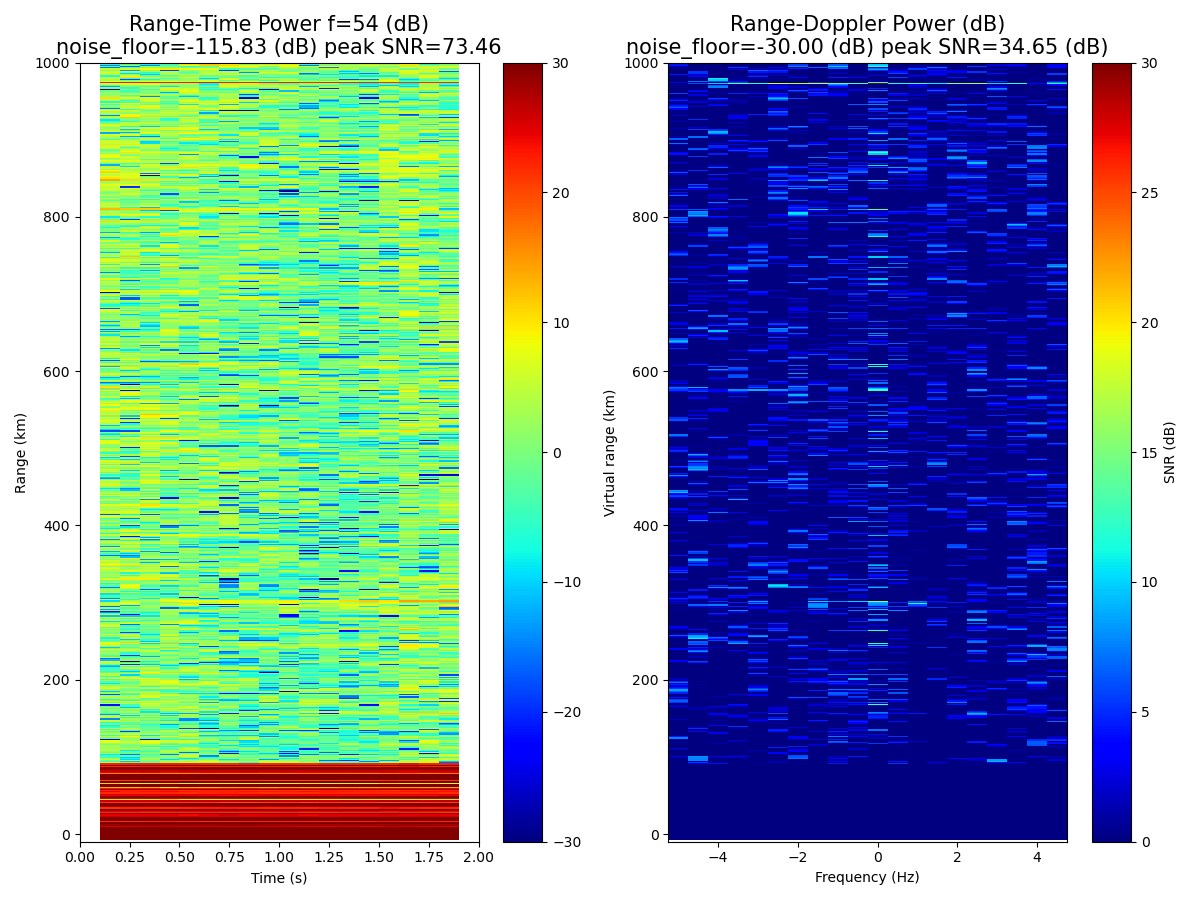 Range-Time Power f=54 (dB)
noise_floor=-115.83 (dB) peak SNR=73.46
Range-Doppler Power (dB)
noise_floor=-30.00 (dB) peak SNR=34.65 (dB)
1000
800
600
400
200
0
Range (km)
0.00 0.25 0.50 0.75 1.00 1.25 1.50 1.75 2.00
Time (s)
30
20
10
0
−10
−20
−30
1000
800
600
400
200
0
Virtual range (km)
−4 −2 0 2 4
Frequency (Hz)
30
25
20
15
10
5
0
SNR (dB)